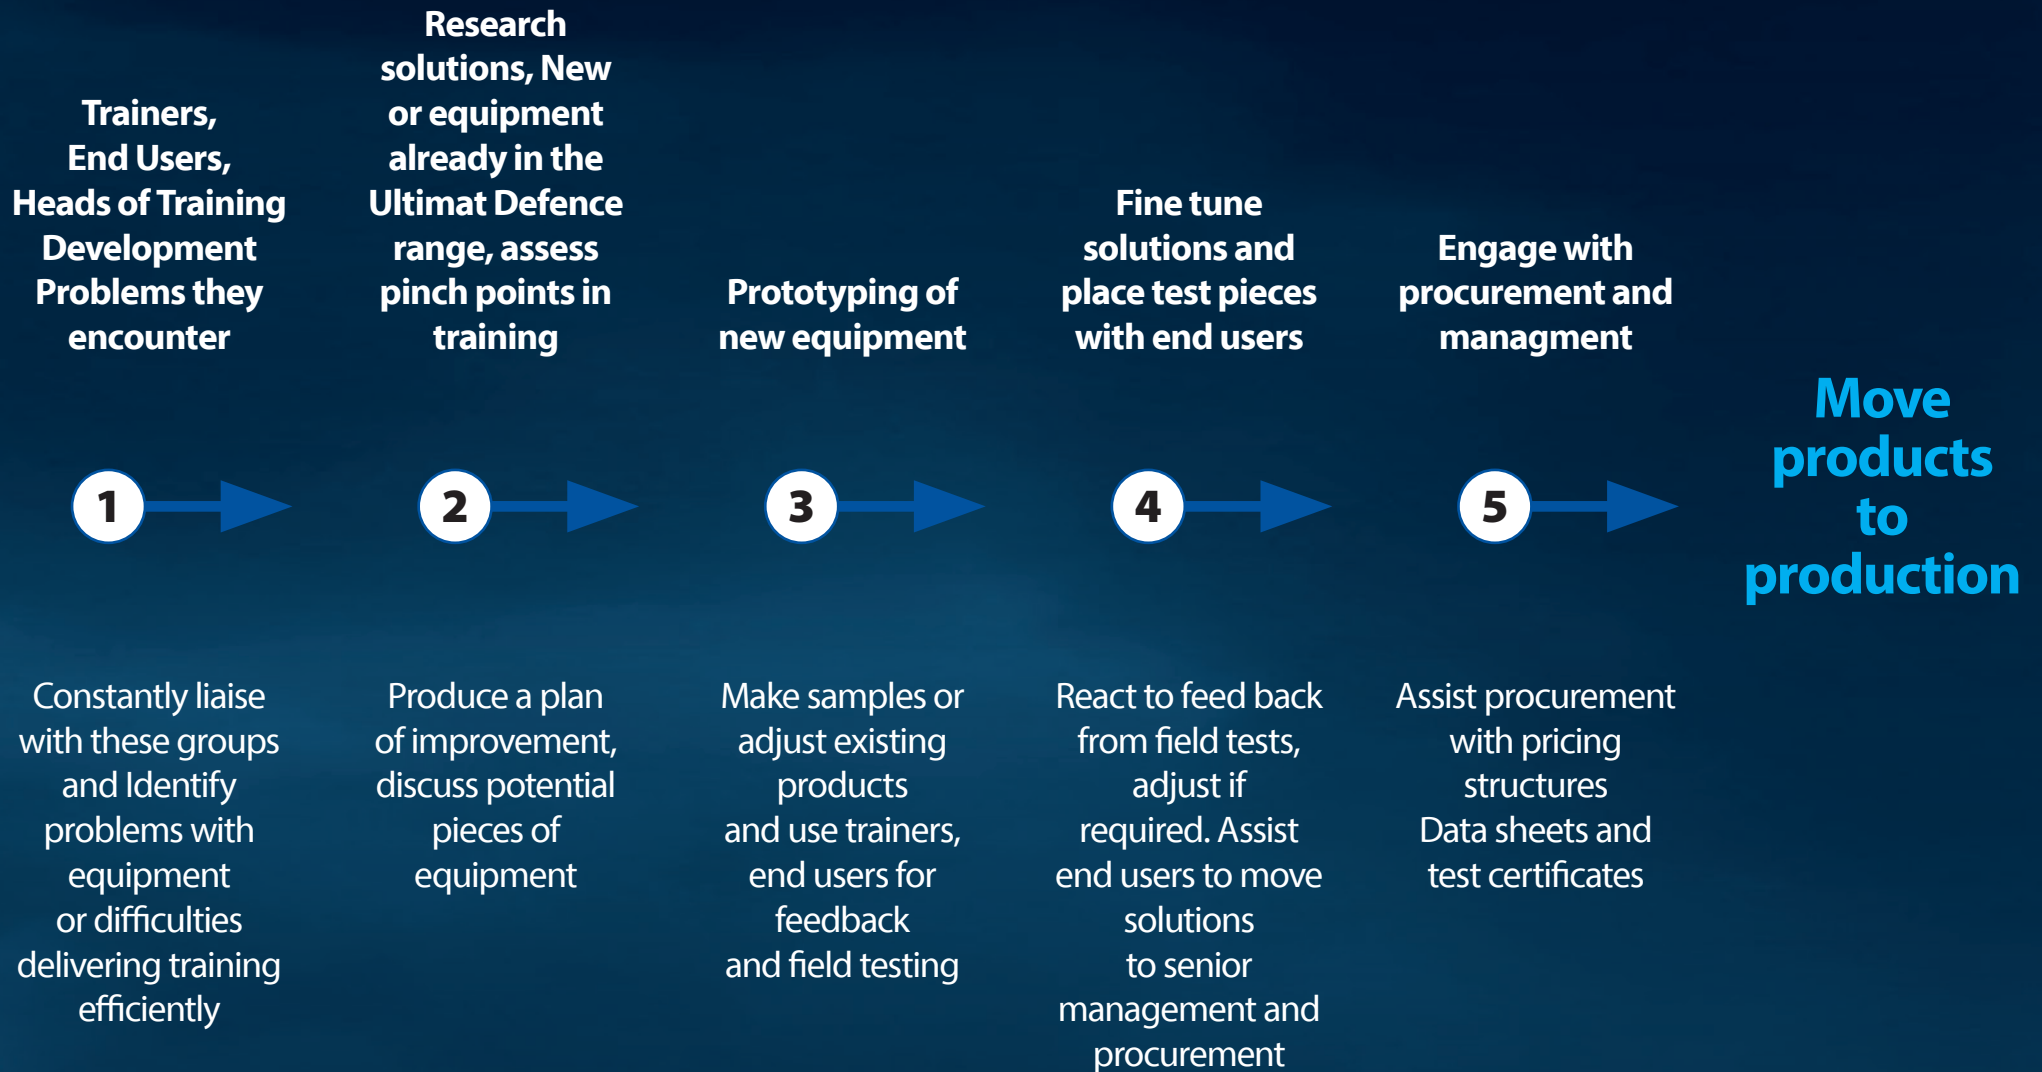 Trainers,
End Users,
Heads of Training
Development
Problems they
encounter
Research
solutions, New
or equipment
already in the
Ultimat Defence
range, assess
pinch points in
training
Prototyping of
new equipment
Fine tune
solutions and
place test pieces
with end users
Engage with
procurement and
managment
1
2
3
4
5
Move
products
to
production
Constantly liaise
with these groups
and Identify
problems with
equipment
or difficulties
delivering training
efficiently
Produce a plan
of improvement,
discuss potential
pieces of
equipment
Make samples or
adjust existing
products
and use trainers,
end users for
feedback
and field testing
React to feed back
from field tests,
adjust if
required. Assist
end users to move
solutions
to senior
management and
procurement
Assist procurement
with pricing
structures
Data sheets and
test certificates